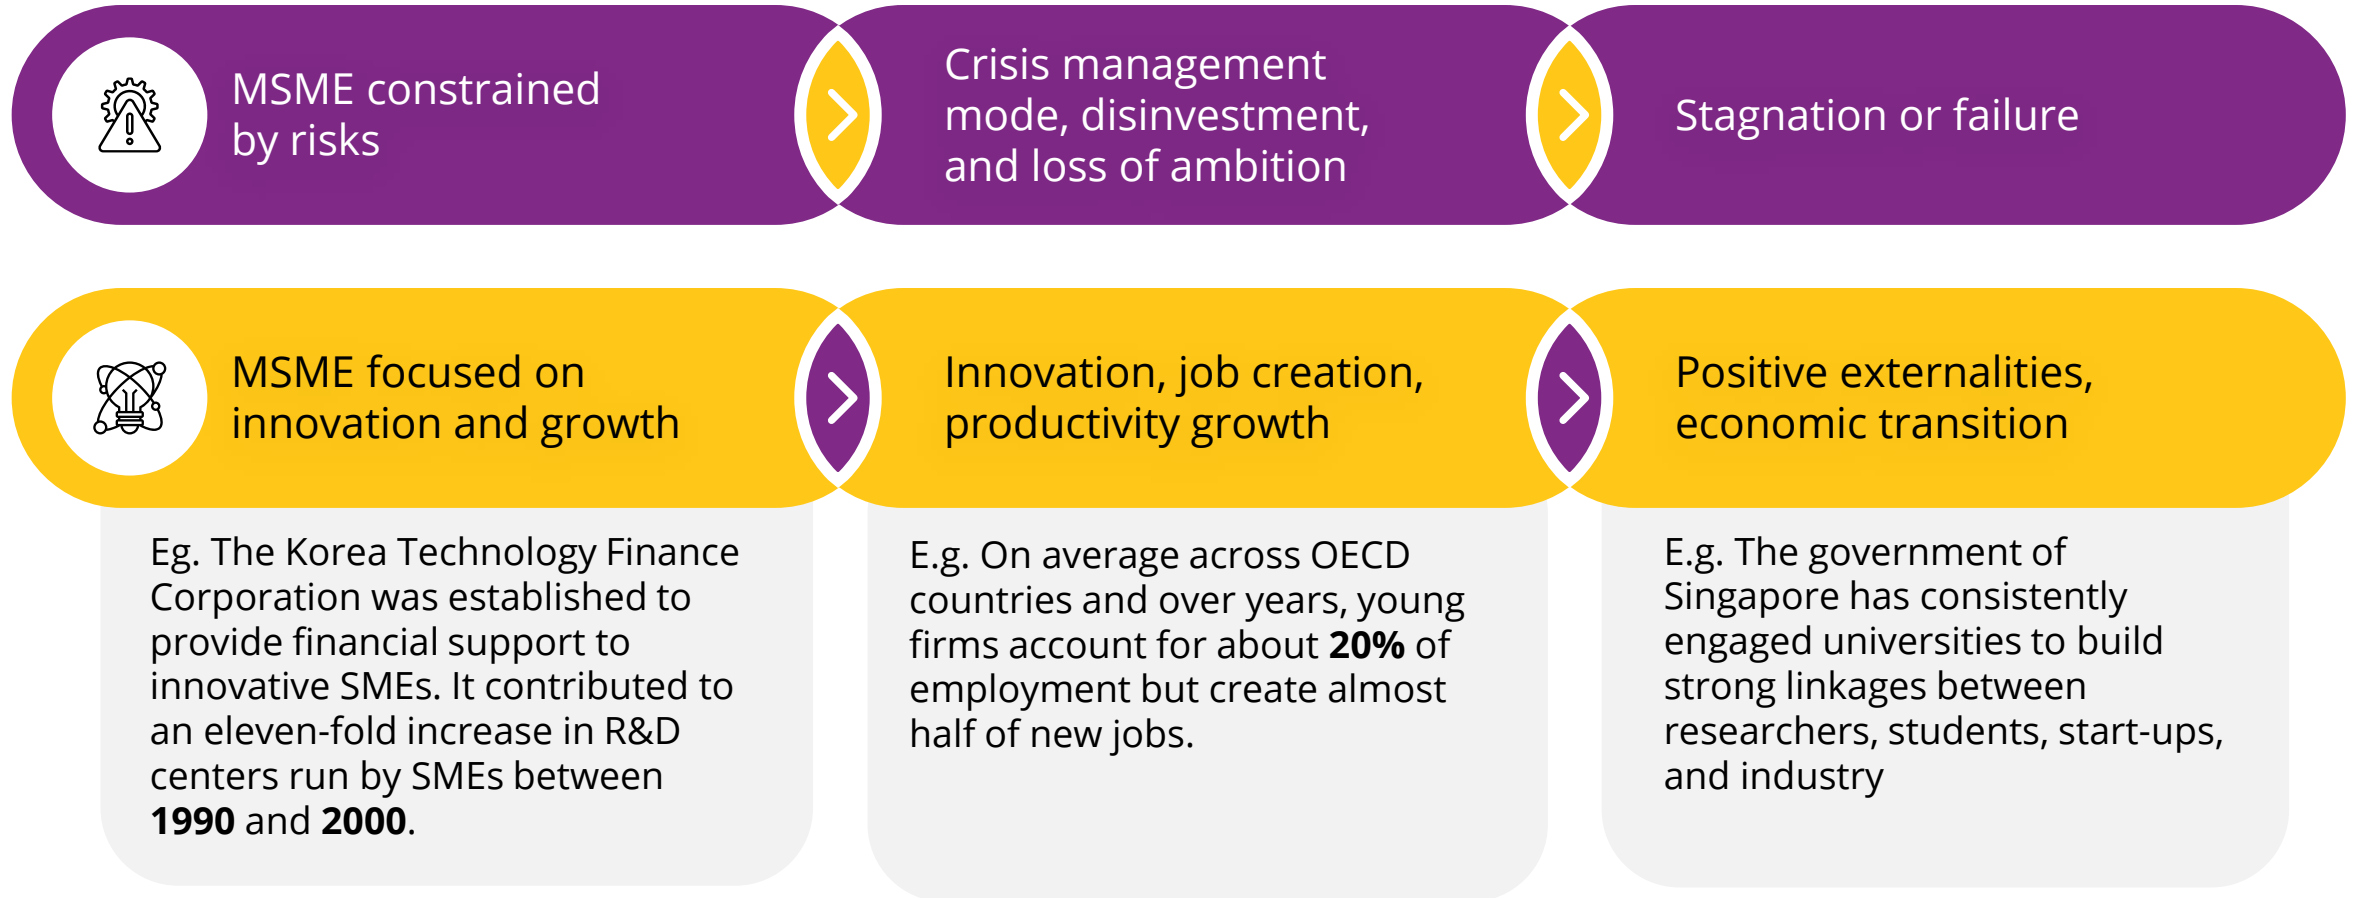 MSME constrained
by risks
Crisis management
mode, disinvestment,
and loss of ambition
Stagnation or failure
MSME focused on
innovation and growth
Innovation, job creation,
productivity growth
Positive externalities,
economic transition
Eg. The Korea Technology Finance
Corporation was established to
provide financial support to
innovative SMEs. It contributed to
an eleven-fold increase in R&D
centers run by SMEs between
1990 and 2000.
E.g. On average across OECD
countries and over years, young
firms account for about 20% of
employment but create almost
half of new jobs.
E.g. The government of
Singapore has consistently
engaged universities to build
strong linkages between
researchers, students, start-ups,
and industry